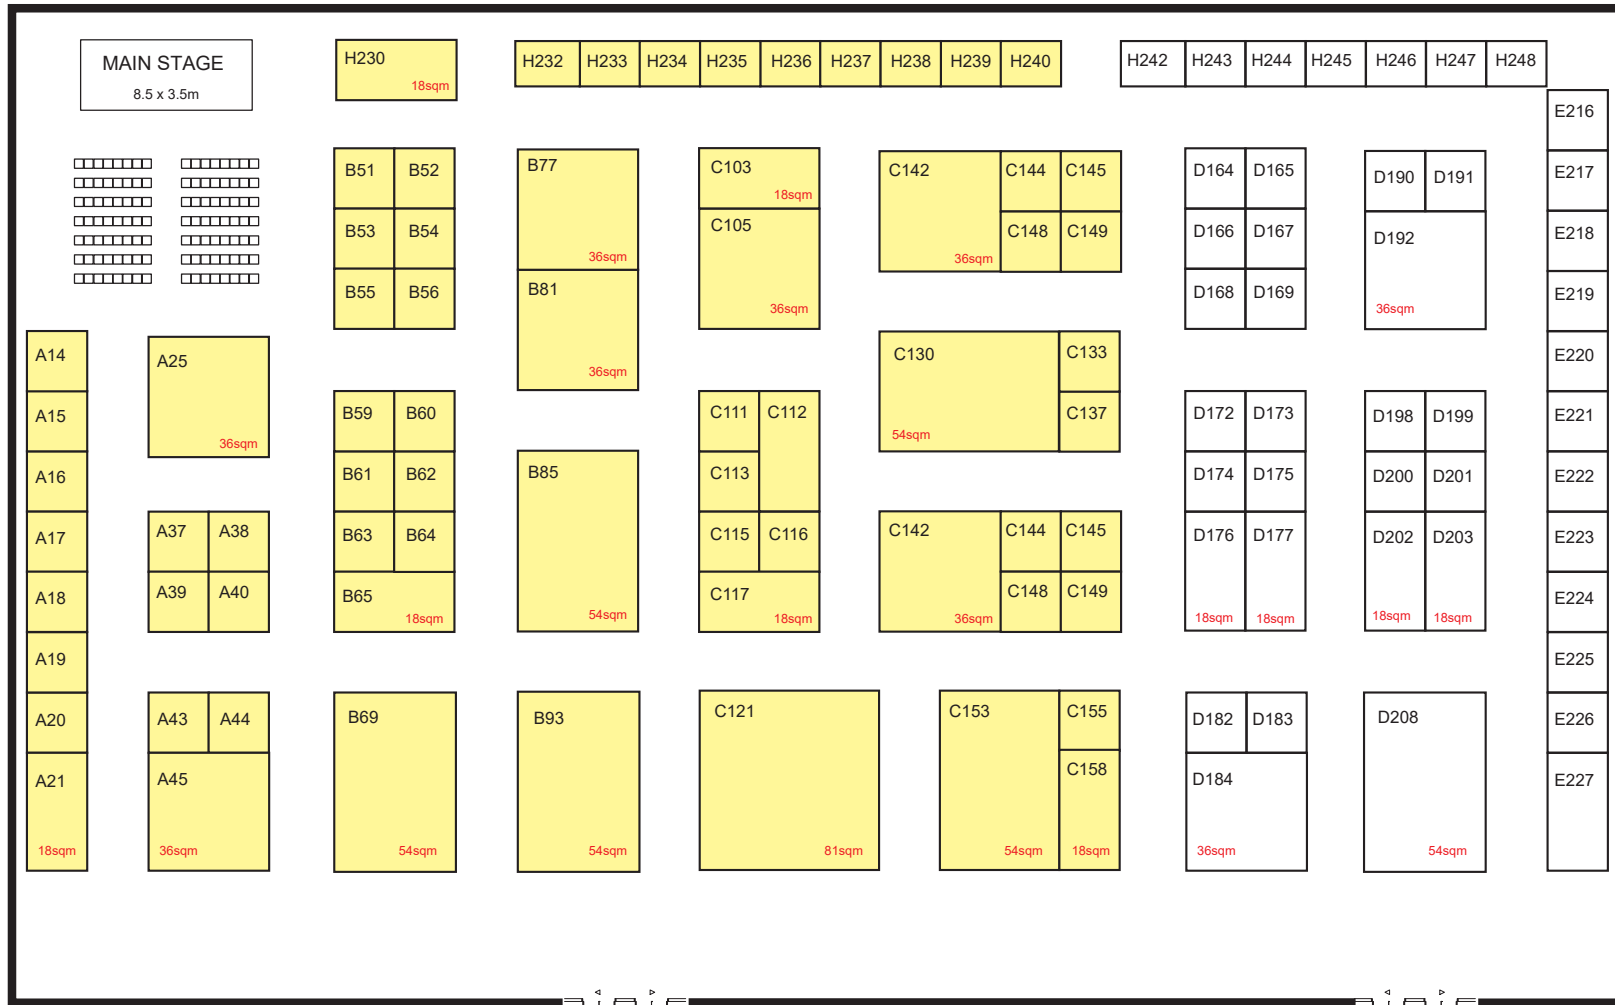 MAIN STAGE
8.5 x 3.5m
H230
18sqm
H232 H233 H234 H235 H236 H237 H238 H239 H240
H242 H243 H244 H245 H246 H247 H248
A14
A15
A16
A17
A18
A19
A20
A21
18sqm
A25
36sqm
A37 A38
A39 A40
A43 A44
A45
36sqm
B51 B52
B53 B54
B55 B56
B59 B60
B61 B62
B63 B64
B65
18sqm
B69
54sqm
B77
36sqm
B81
36sqm
B85
54sqm
B93
54sqm
C103
18sqm
C105
36sqm
C111 C112
C113
C115 C116
C117
18sqm
C121
81sqm
C142 C144 C145
C148 C149
36sqm
C130 C133
C137
54sqm
C142 C144 C145
C148 C149
36sqm
C153 C155
C158
54sqm 18sqm
D164 D165
D166 D167
D168 D169
D172 D173
D174 D175
D176 D177
18sqm 18sqm
D182 D183
D184
36sqm
D190 D191
D192
36sqm
D198 D199
D200 D201
D202 D203
18sqm 18sqm
D208
54sqm
E216
E217
E218
E219
E220
E221
E222
E223
E224
E225
E226
E227